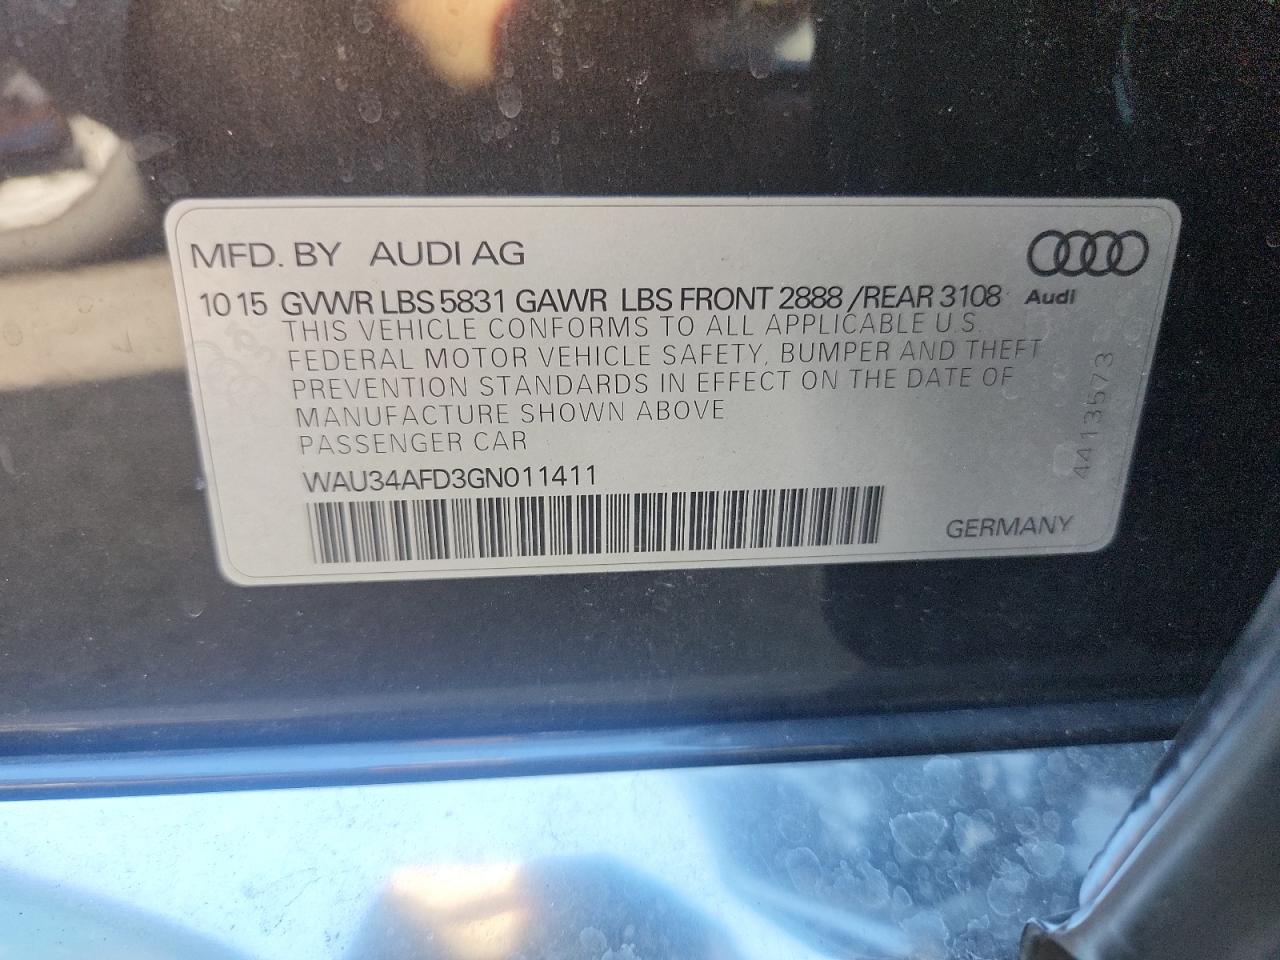 MFD. BY AUDI AG
10 15 GVWR LBS 5831 GAWR LBS FRONT 2888 /REAR 3108
Audi
THIS VEHICLE CONFORMS TO ALL APPLICABLE U.S.
FEDERAL MOTOR VEHICLE SAFETY, BUMPER AND THEFT
PREVENTION STANDARDS IN EFFECT ON THE DATE OF
MANUFACTURE SHOWN ABOVE
PASSENGER CAR
WAU34AFD3GN011411
GERMANY
4413573